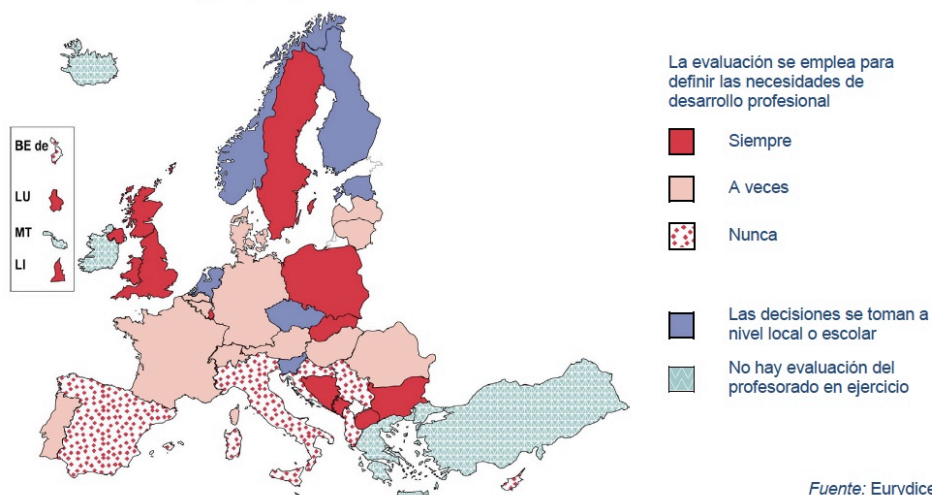 BE de
LU
MT
LI
La evaluación se emplea para
definir las necesidades de
desarrollo profesional
Siempre
A veces
Nunca
Las decisiones se toman a
nivel local o escolar
No hay evaluación del
profesorado en ejercicio
Fuente: Eurydice